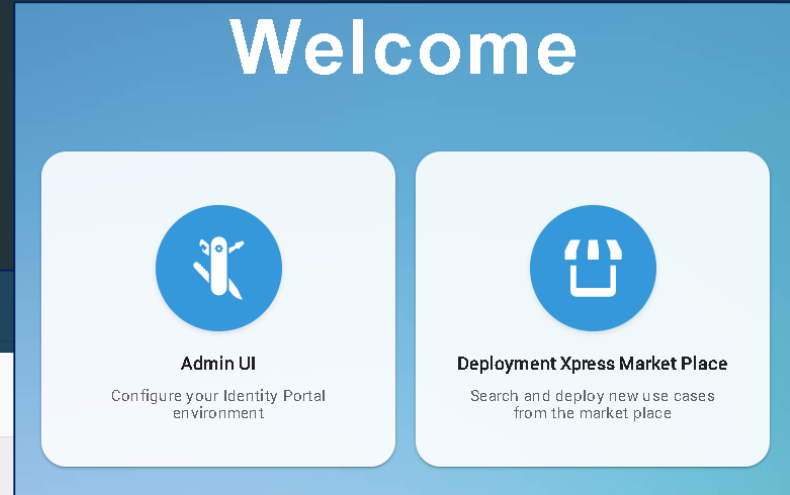 Welcome
Admin UI
Configure your Identity Portal
environment
Deployment Xpress Market Place
Search and deploy new use cases
from the market place